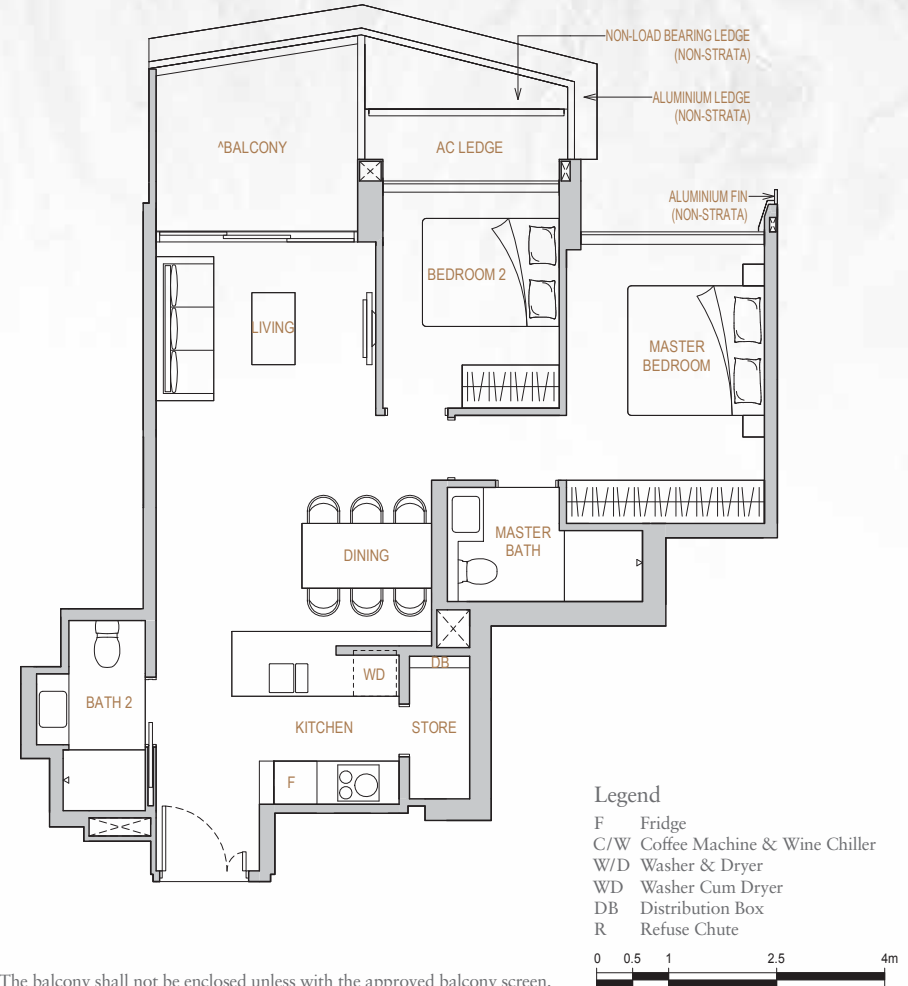 NON-LOAD BEARING LEDGE
(NON-STRATA)
ALUMINIUM LEDGE
(NON-STRATA)
^BALCONY
AC LEDGE
ALUMINIUM FIN
(NON-STRATA)
BEDROOM 2
LIVING
MASTER
BEDROOM
MASTER
BATH
DINING
DB
WD
BATH 2
KITCHEN
STORE
F
Legend
F Fridge
C/W Coffee Machine & Wine Chiller
W/D Washer & Dryer
WD Washer Cum Dryer
DB Distribution Box
R Refuse Chute
0 0.5 1 2.5 4m
The balcony shall not be enclosed unless with the approved balcony screen.